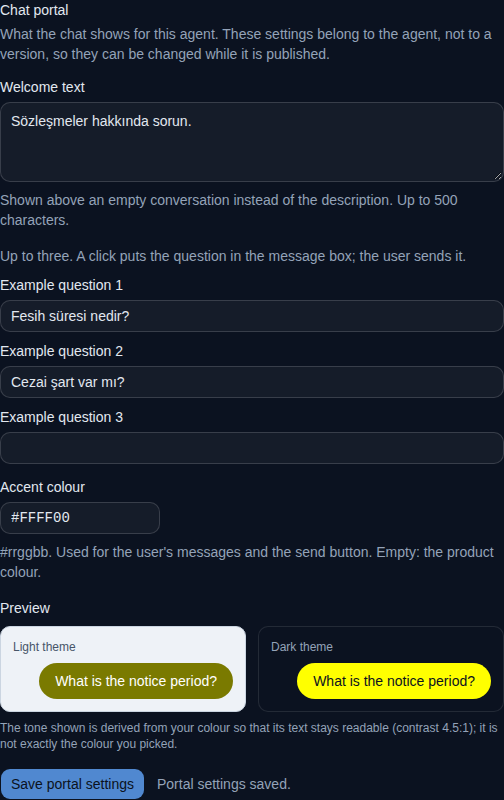 Chat portal
What the chat shows for this agent. These settings belong to the agent, not to a
version, so they can be changed while it is published.
Welcome text
Sözleşmeler hakkında sorun.
Shown above an empty conversation instead of the description. Up to 500
characters.
Up to three. A click puts the question in the message box; the user sends it.
Example question 1
Fesih süresi nedir?
Example question 2
Cezai şart var mı?
Example question 3
Accent colour
#FFFF00
#rrggbb. Used for the user's messages and the send button. Empty: the product
colour.
Preview
Light theme
What is the notice period?
Dark theme
What is the notice period?
The tone shown is derived from your colour so that its text stays readable (contrast 4.5:1); it is
not exactly the colour you picked.
Save portal settings
Portal settings saved.